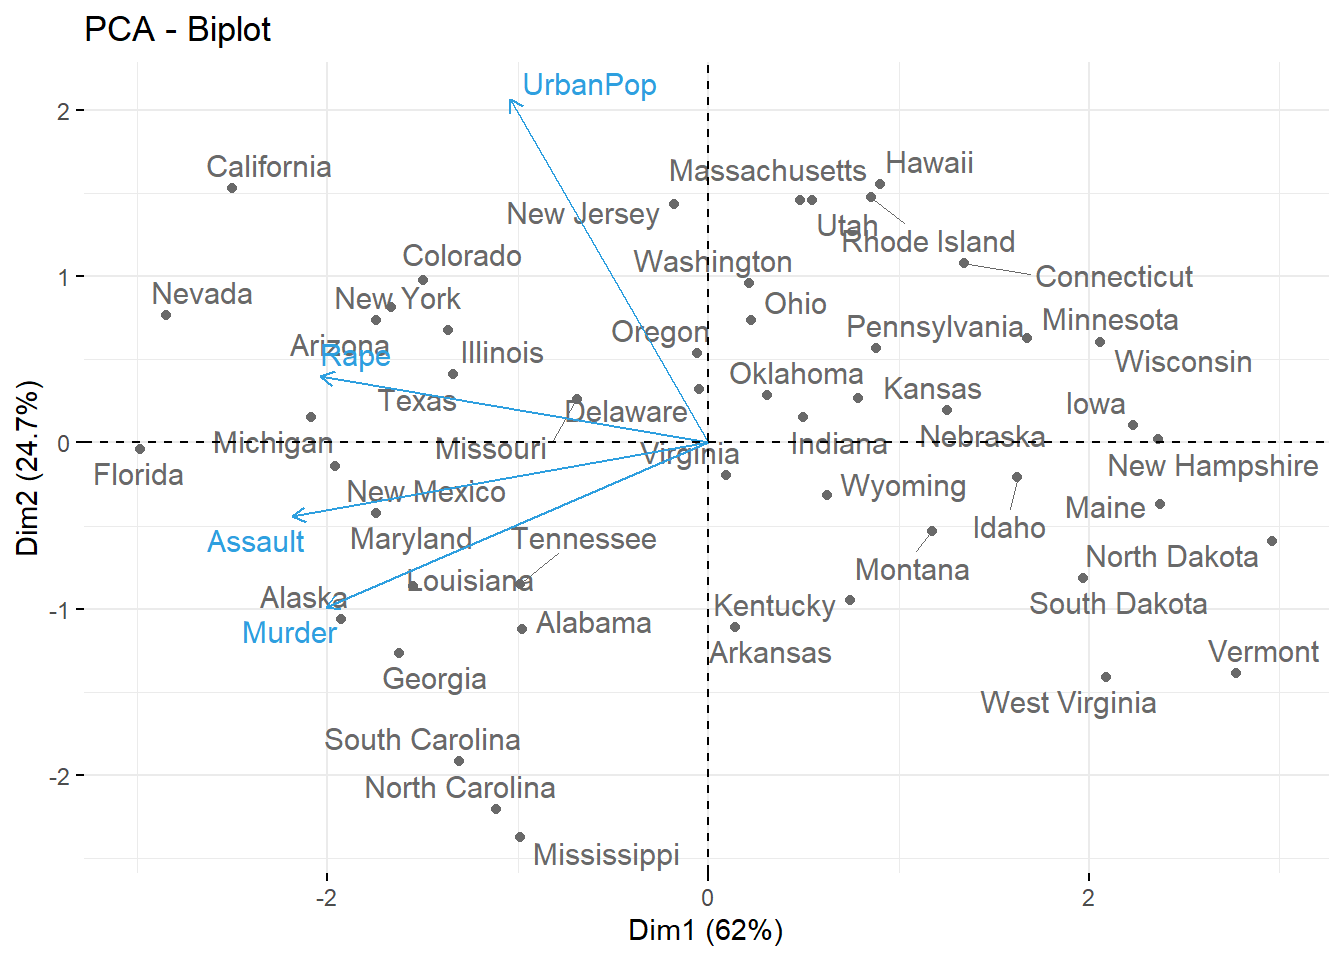 PCA - Biplot
UrbanPop
California
Massachusetts
Hawaii
New Jersey
Utah
Rhode Island
Colorado
Washington
Connecticut
Nevada
New York
Ohio
Pennsylvania
Minnesota
Arizona
Rape
Illinois
Oregon
Wisconsin
Texas
Delaware
Oklahoma
Kansas
Iowa
Michigan
Missouri
Virginia
Indiana
Nebraska
Florida
New Hampshire
New Mexico
Wyoming
Maine
Idaho
Assault
Maryland
Tennessee
Montana
North Dakota
Louisiana
Alaska
Murder
Alabama
Kentucky
South Dakota
Arkansas
Vermont
Georgia
West Virginia
South Carolina
North Carolina
Mississippi
2
1
0
-1
-2
Dim2 (24.7%)
-2
0
2
Dim1 (62%)